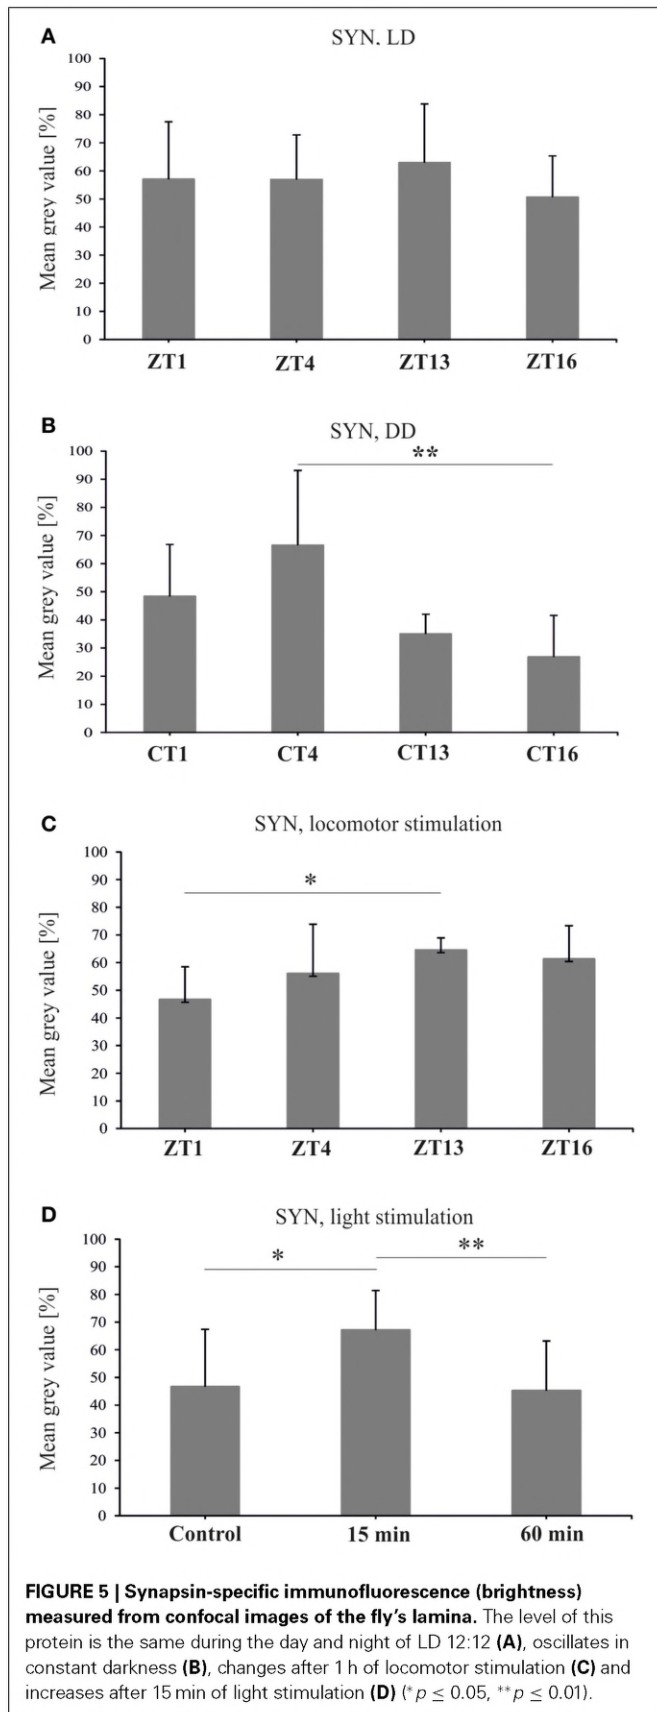 A
SYN, LD
Mean grey value [%]
100
90
80
70
60
50
40
30
20
10
0
ZT1 ZT4 ZT13 ZT16
B
SYN, DD
Mean grey value [%]
100
90
80
70
60
50
40
30
20
10
0
**
CT1 CT4 CT13 CT16
C
SYN, locomotor stimulation
Mean grey value [%]
100
90
80
70
60
50
40
30
20
10
0
*
ZT1 ZT4 ZT13 ZT16
D
SYN, light stimulation
Mean grey value [%]
100
90
80
70
60
50
40
30
20
10
0
* **
Control 15 min 60 min
FIGURE 5 | Synapsin-specific immunofluorescence (brightness)
measured from confocal images of the fly's lamina. The level of this
protein is the same during the day and night of LD 12:12 (A), oscillates in
constant darkness (B), changes after 1 h of locomotor stimulation (C) and
increases after 15 min of light stimulation (D) (*p ≤ 0.05, **p ≤ 0.01).